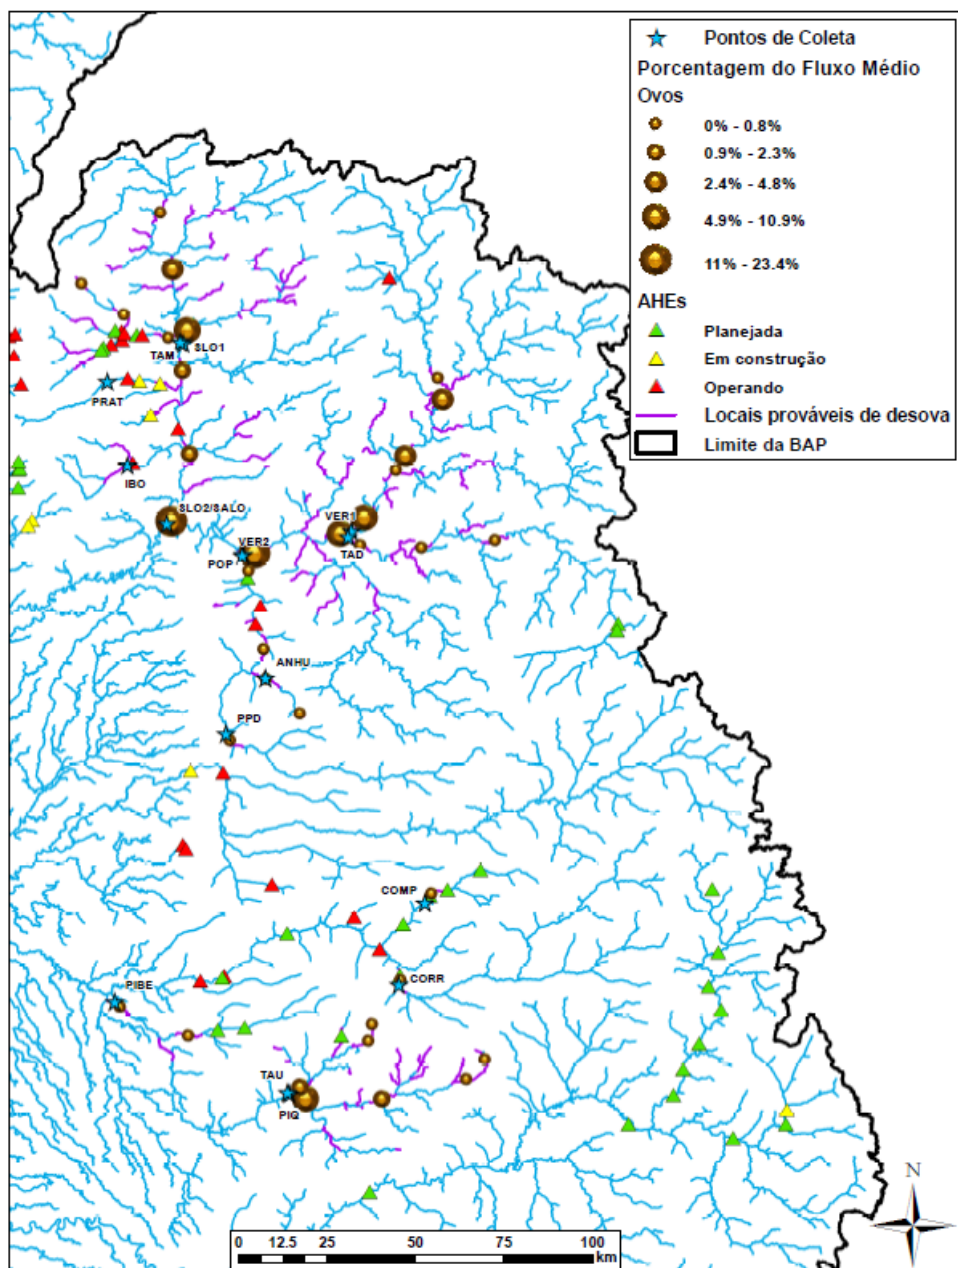 Pontos de Coleta
Porcentagem do Fluxo Médio
Ovos
0% - 0.8%
0.9% - 2.3%
2.4% - 4.8%
4.9% - 10.9%
11% - 23.4%
AHEs
Planejada
Em construção
Operando
Locais prováveis de desova
Limite da BAP
TAM
SLO1
PRAT
IBO
SLO2/SALO
VER1
VER2
TAD
POP
ANHU
PPD
COMP
CORR
PIBE
TAU
PIQ
N
0 12.5 25 50 75 100
km